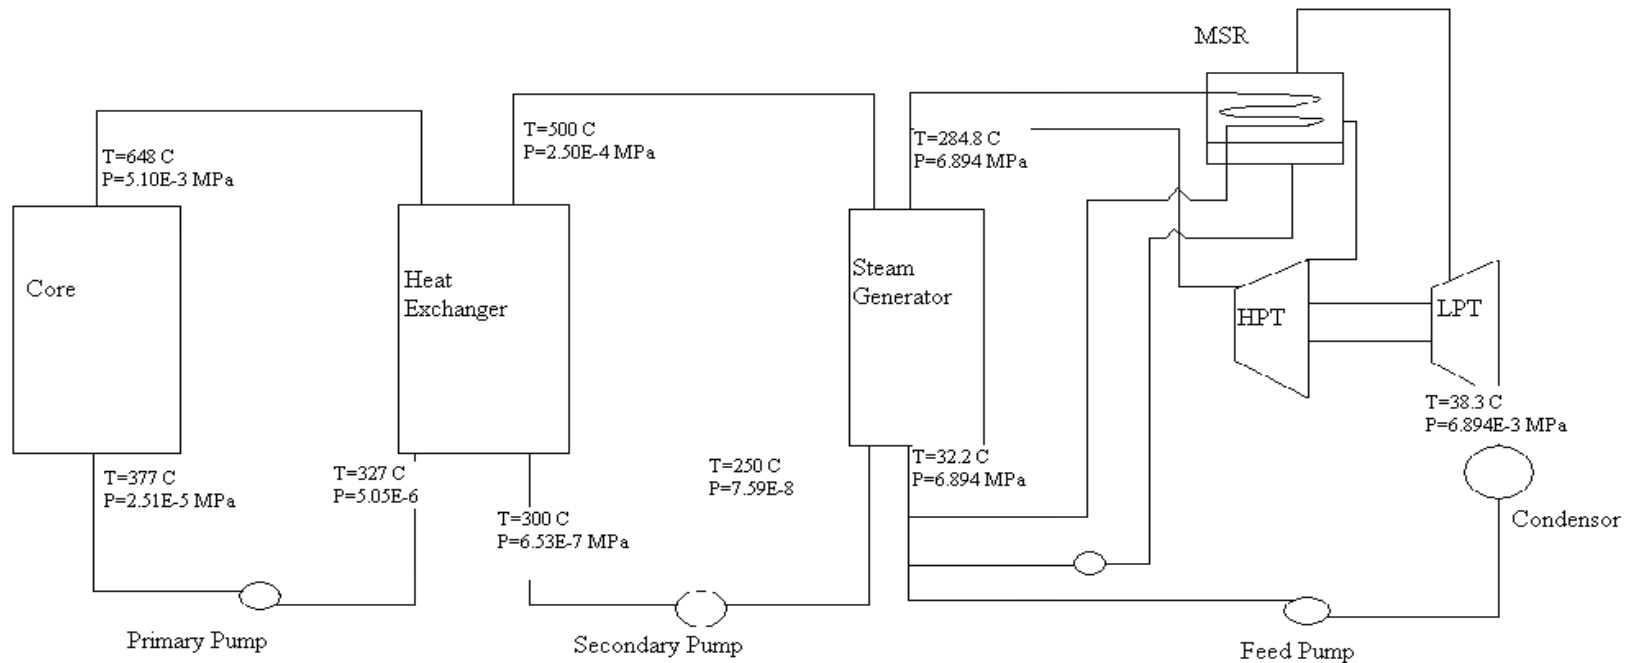 MSR
T=648 C
P=5.10E-3 MPa
T=500 C
P=2.50E-4 MPa
T=284.8 C
P=6.894 MPa
Core
Heat
Exchanger
Steam
Generator
HPT
LPT
T=38.3 C
P=6.894E-3 MPa
T=377 C
P=2.51E-5 MPa
T=327 C
P=5.05E-6
T=300 C
P=6.53E-7 MPa
T=250 C
P=7.59E-8
T=32.2 C
P=6.894 MPa
Condensor
Primary Pump
Secondary Pump
Feed Pump